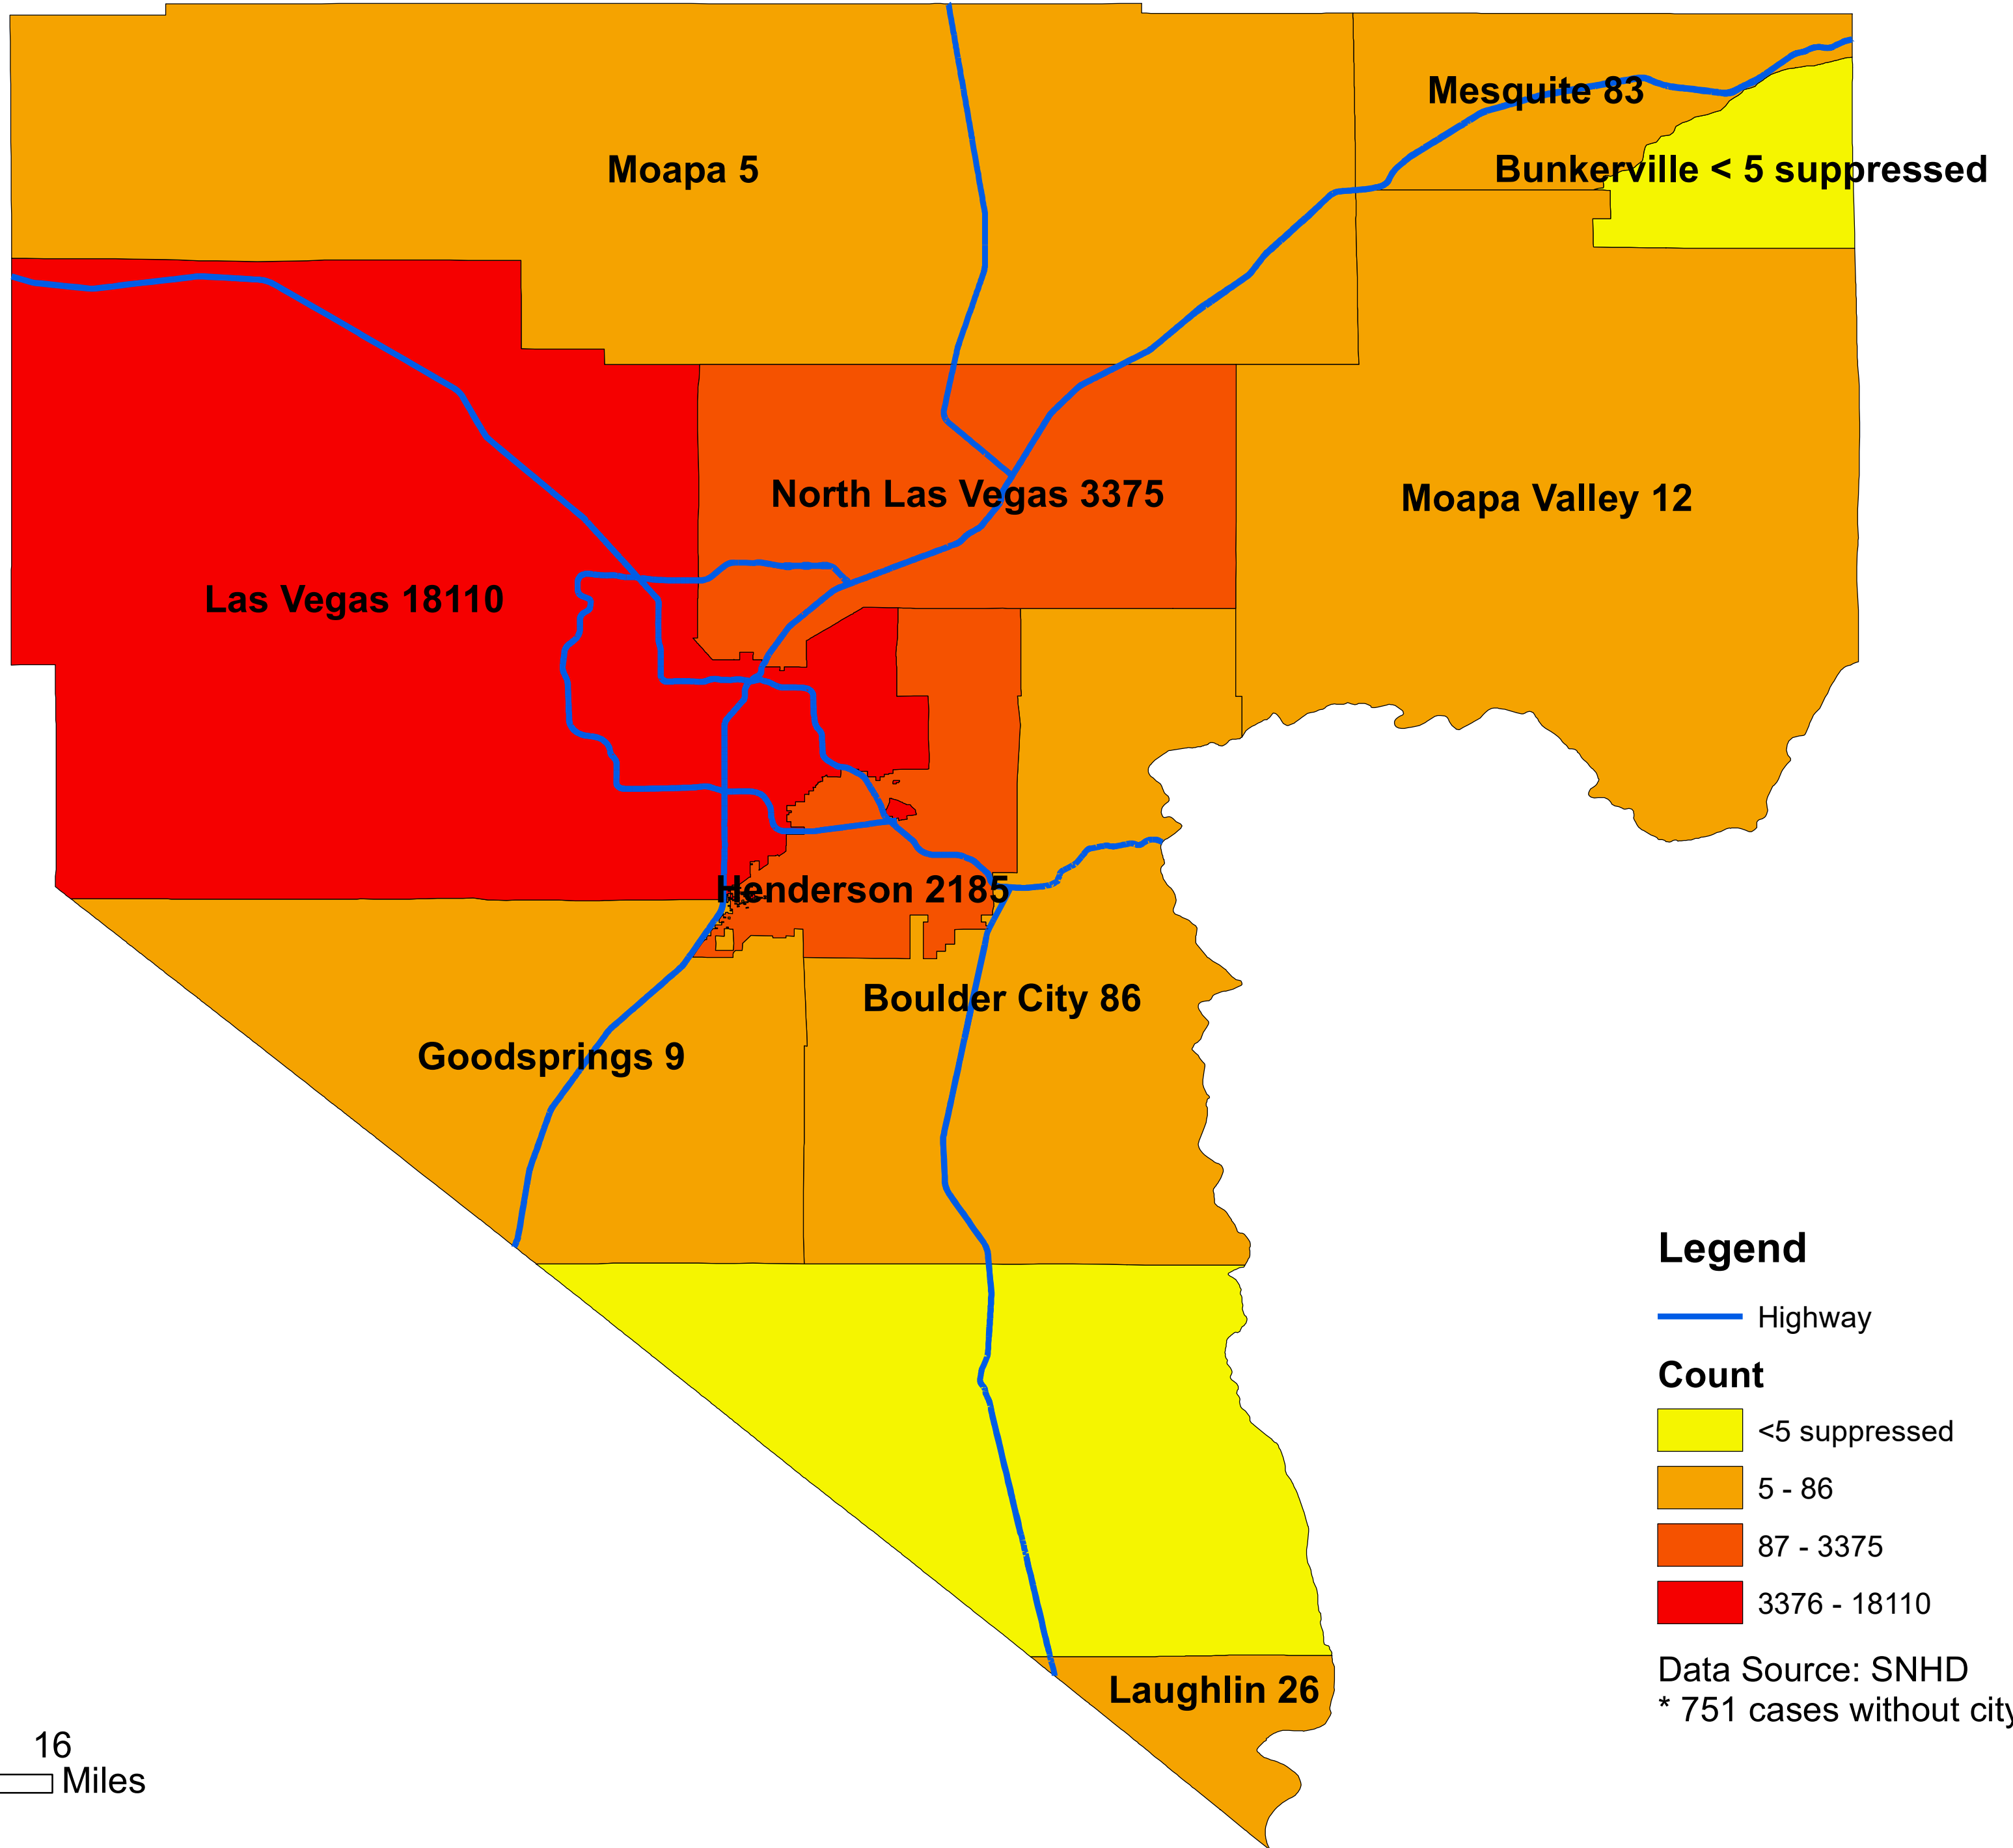 Mesquite 83
Moapa 5
Bunkerville < 5 suppressed
North Las Vegas 3375
Moapa Valley 12
Las Vegas 18110
Henderson 2185
Boulder City 86
Goodsprings 9
Legend
Highway
Count
<5 suppressed
5 - 86
87 - 3375
3376 - 18110
Data Source: SNHD
* 751 cases without city
Laughlin 26
16
Miles